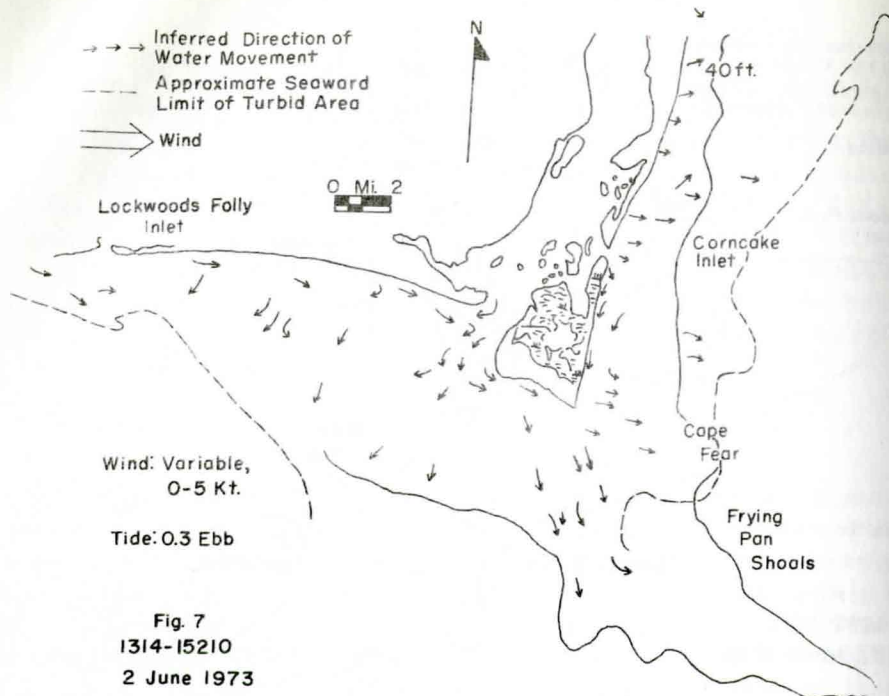 Inferred Direction of
Water Movement
Approximate Seaward
Limit of Turbid Area
Wind
N
40 ft.
0 Mi. 2
Lockwoods Folly
Inlet
Corncake
Inlet
Cape
Fear
Wind: Variable,
0-5 Kt.
Tide: 0.3 Ebb
Frying
Pan
Shoals
Fig. 7
1314-15210
2 June 1973